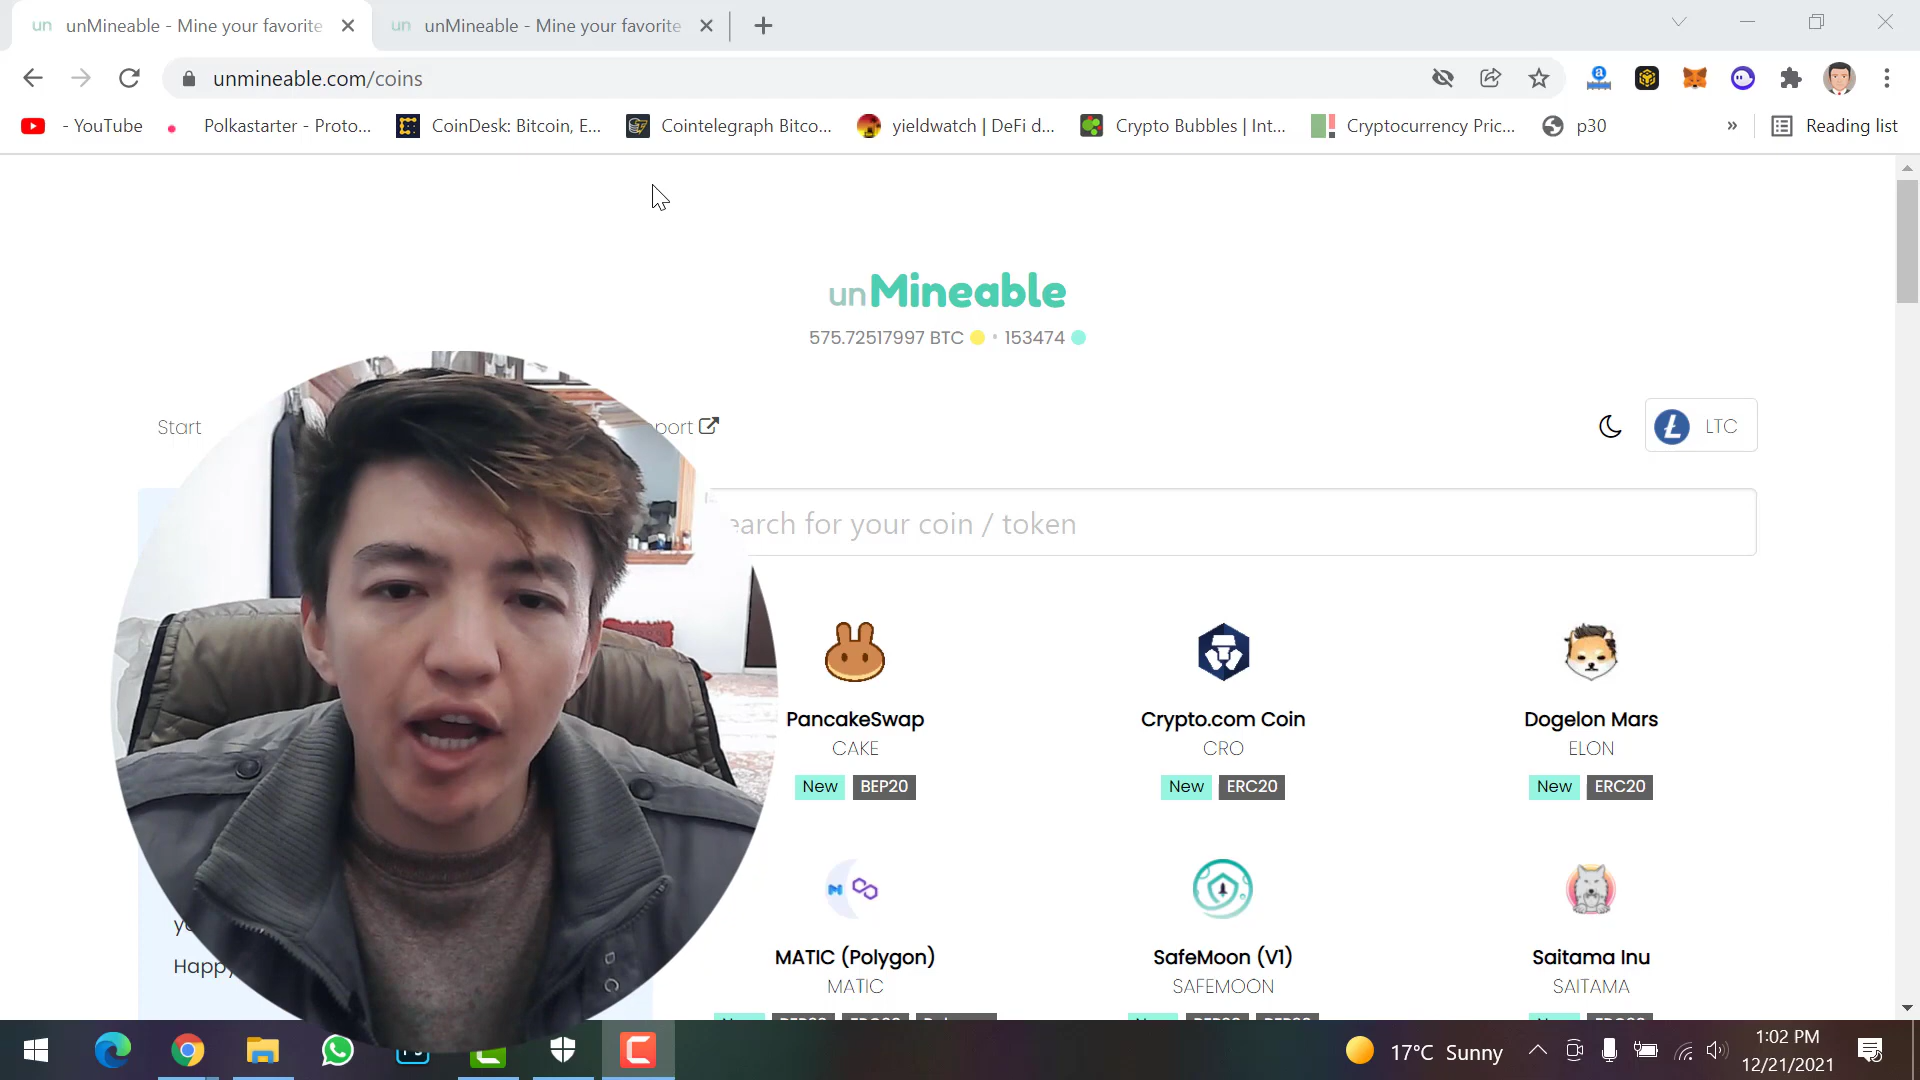 un unMineable - Mine your favorite
un unMineable - Mine your favorite
unmineable.com/coins
- YouTube
Polkastarter - Proto...
CoinDesk: Bitcoin, E...
Cointelegraph Bitco...
yieldwatch | DeFi d...
Crypto Bubbles | Int...
Cryptocurrency Pric...
p30
»
Reading list
unMineable
575.72517997 BTC • 153474
Start
port
LTC
earch for your coin / token
PancakeSwap
CAKE
New BEP20
Crypto.com Coin
CRO
New ERC20
Dogelon Mars
ELON
New ERC20
MATIC (Polygon)
MATIC
SafeMoon (V1)
SAFEMOON
Saitama Inu
SAITAMA
Happy
17°C Sunny
1:02 PM
12/21/2021